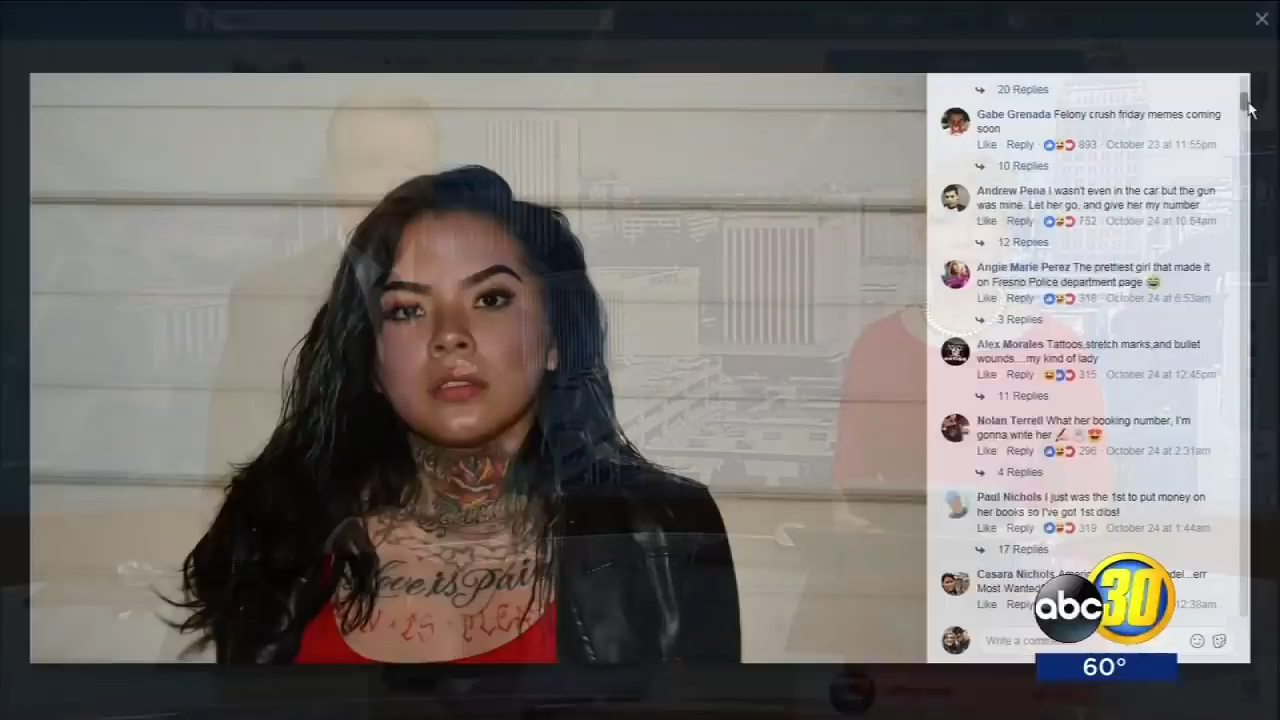 20 Replies
Gabe Grenada Felony crush friday memes coming
soon
Like Reply 893 October 23 at 11:55pm
10 Replies
Andrew Pena I wasn't even in the car but the gun
was mine. Let her go, and give her my number
Like Reply 752 October 24 at 10:54am
12 Replies
Angie Marie Perez The prettiest girl that made it
on Fresno Police department page
Like Reply 318 October 24 at 6:53am
3 Replies
Alex Morales Tattoos,stretch marks,and bullet
wounds....my kind of lady
Like Reply 315 October 24 at 12:45pm
11 Replies
Nolan Terrell What her booking number, I'm
gonna write her
Like Reply 296 October 24 at 2:31am
4 Replies
Paul Nichols I just was the 1st to put money on
her books so I've got 1st dibs!
Like Reply 319 October 24 at 1:44am
17 Replies
Casara Nichols
del...err
Most Wanted
Like Reply 12:38am
Write a
Love is Pain
abc 30
60°